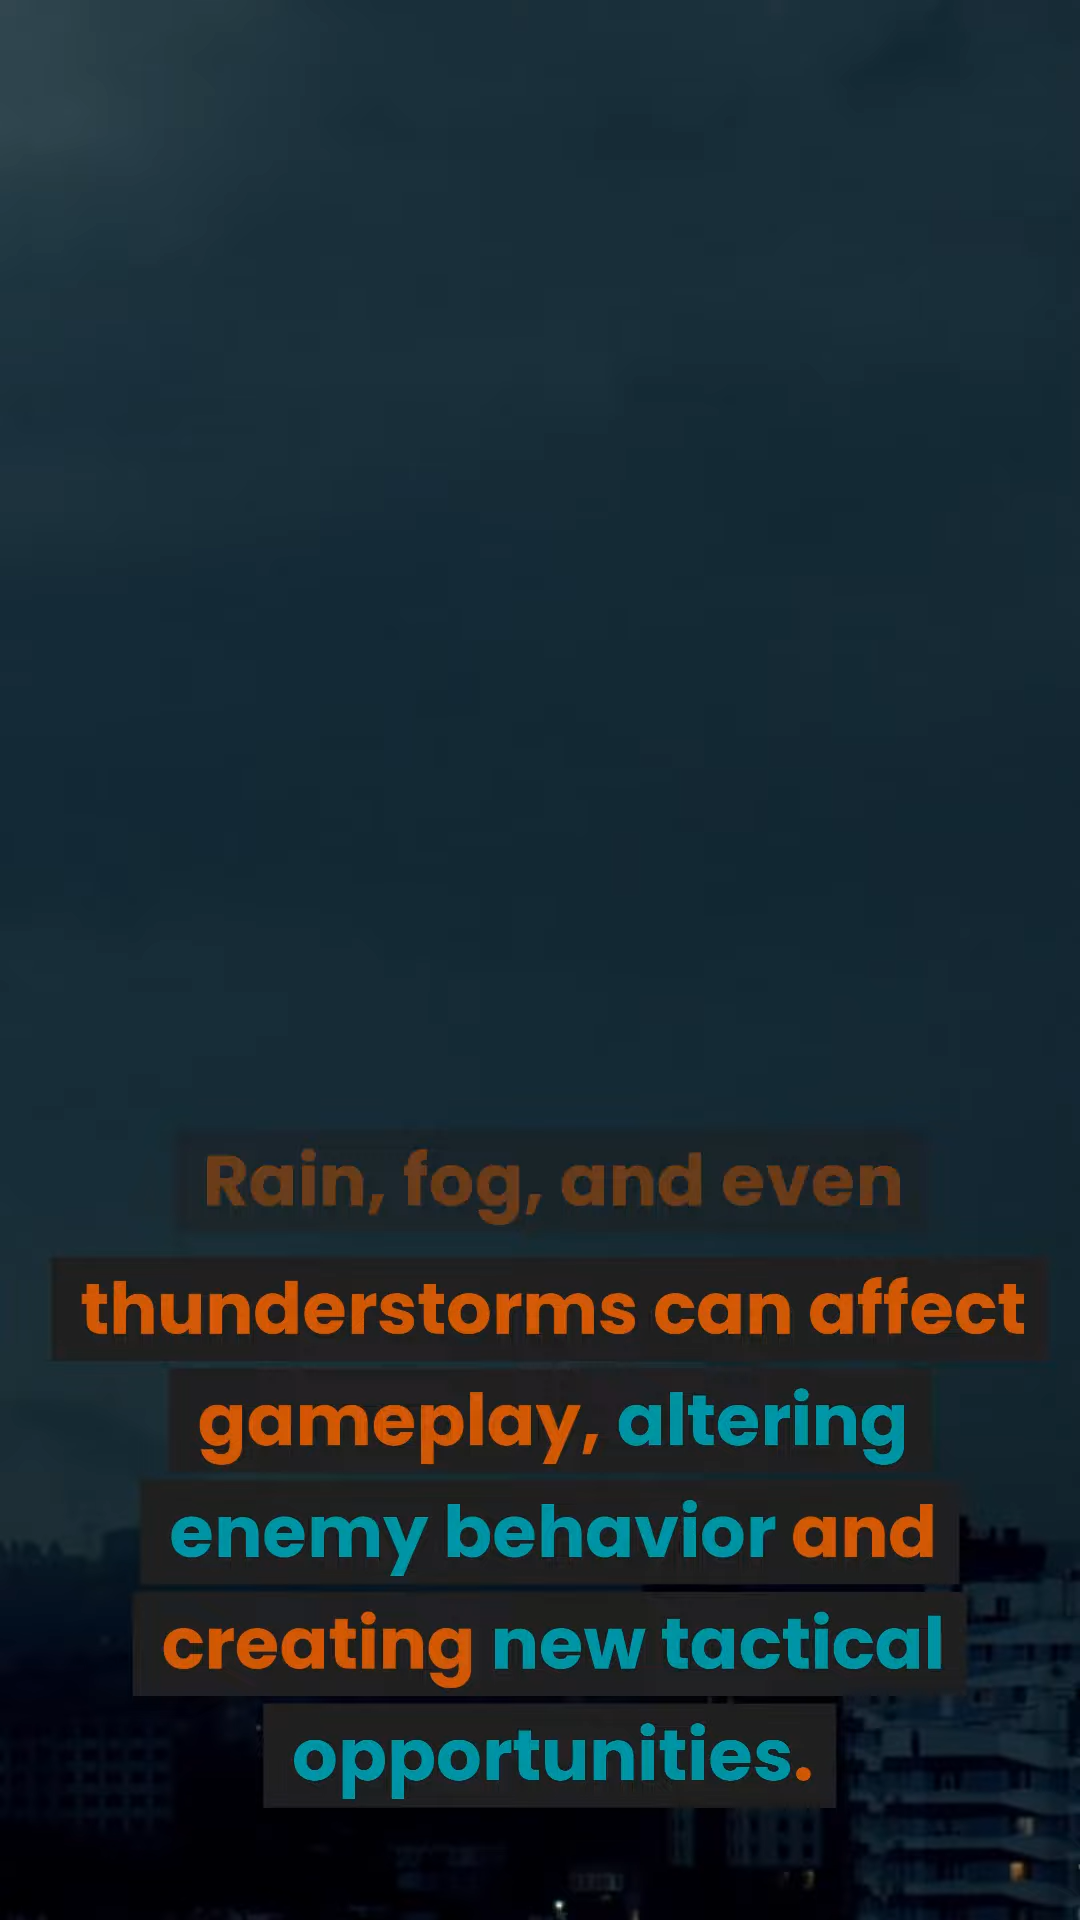 Rain, fog, and even
thunderstorms can affect
gameplay, altering
enemy behavior and
creating new tactical
opportunities.